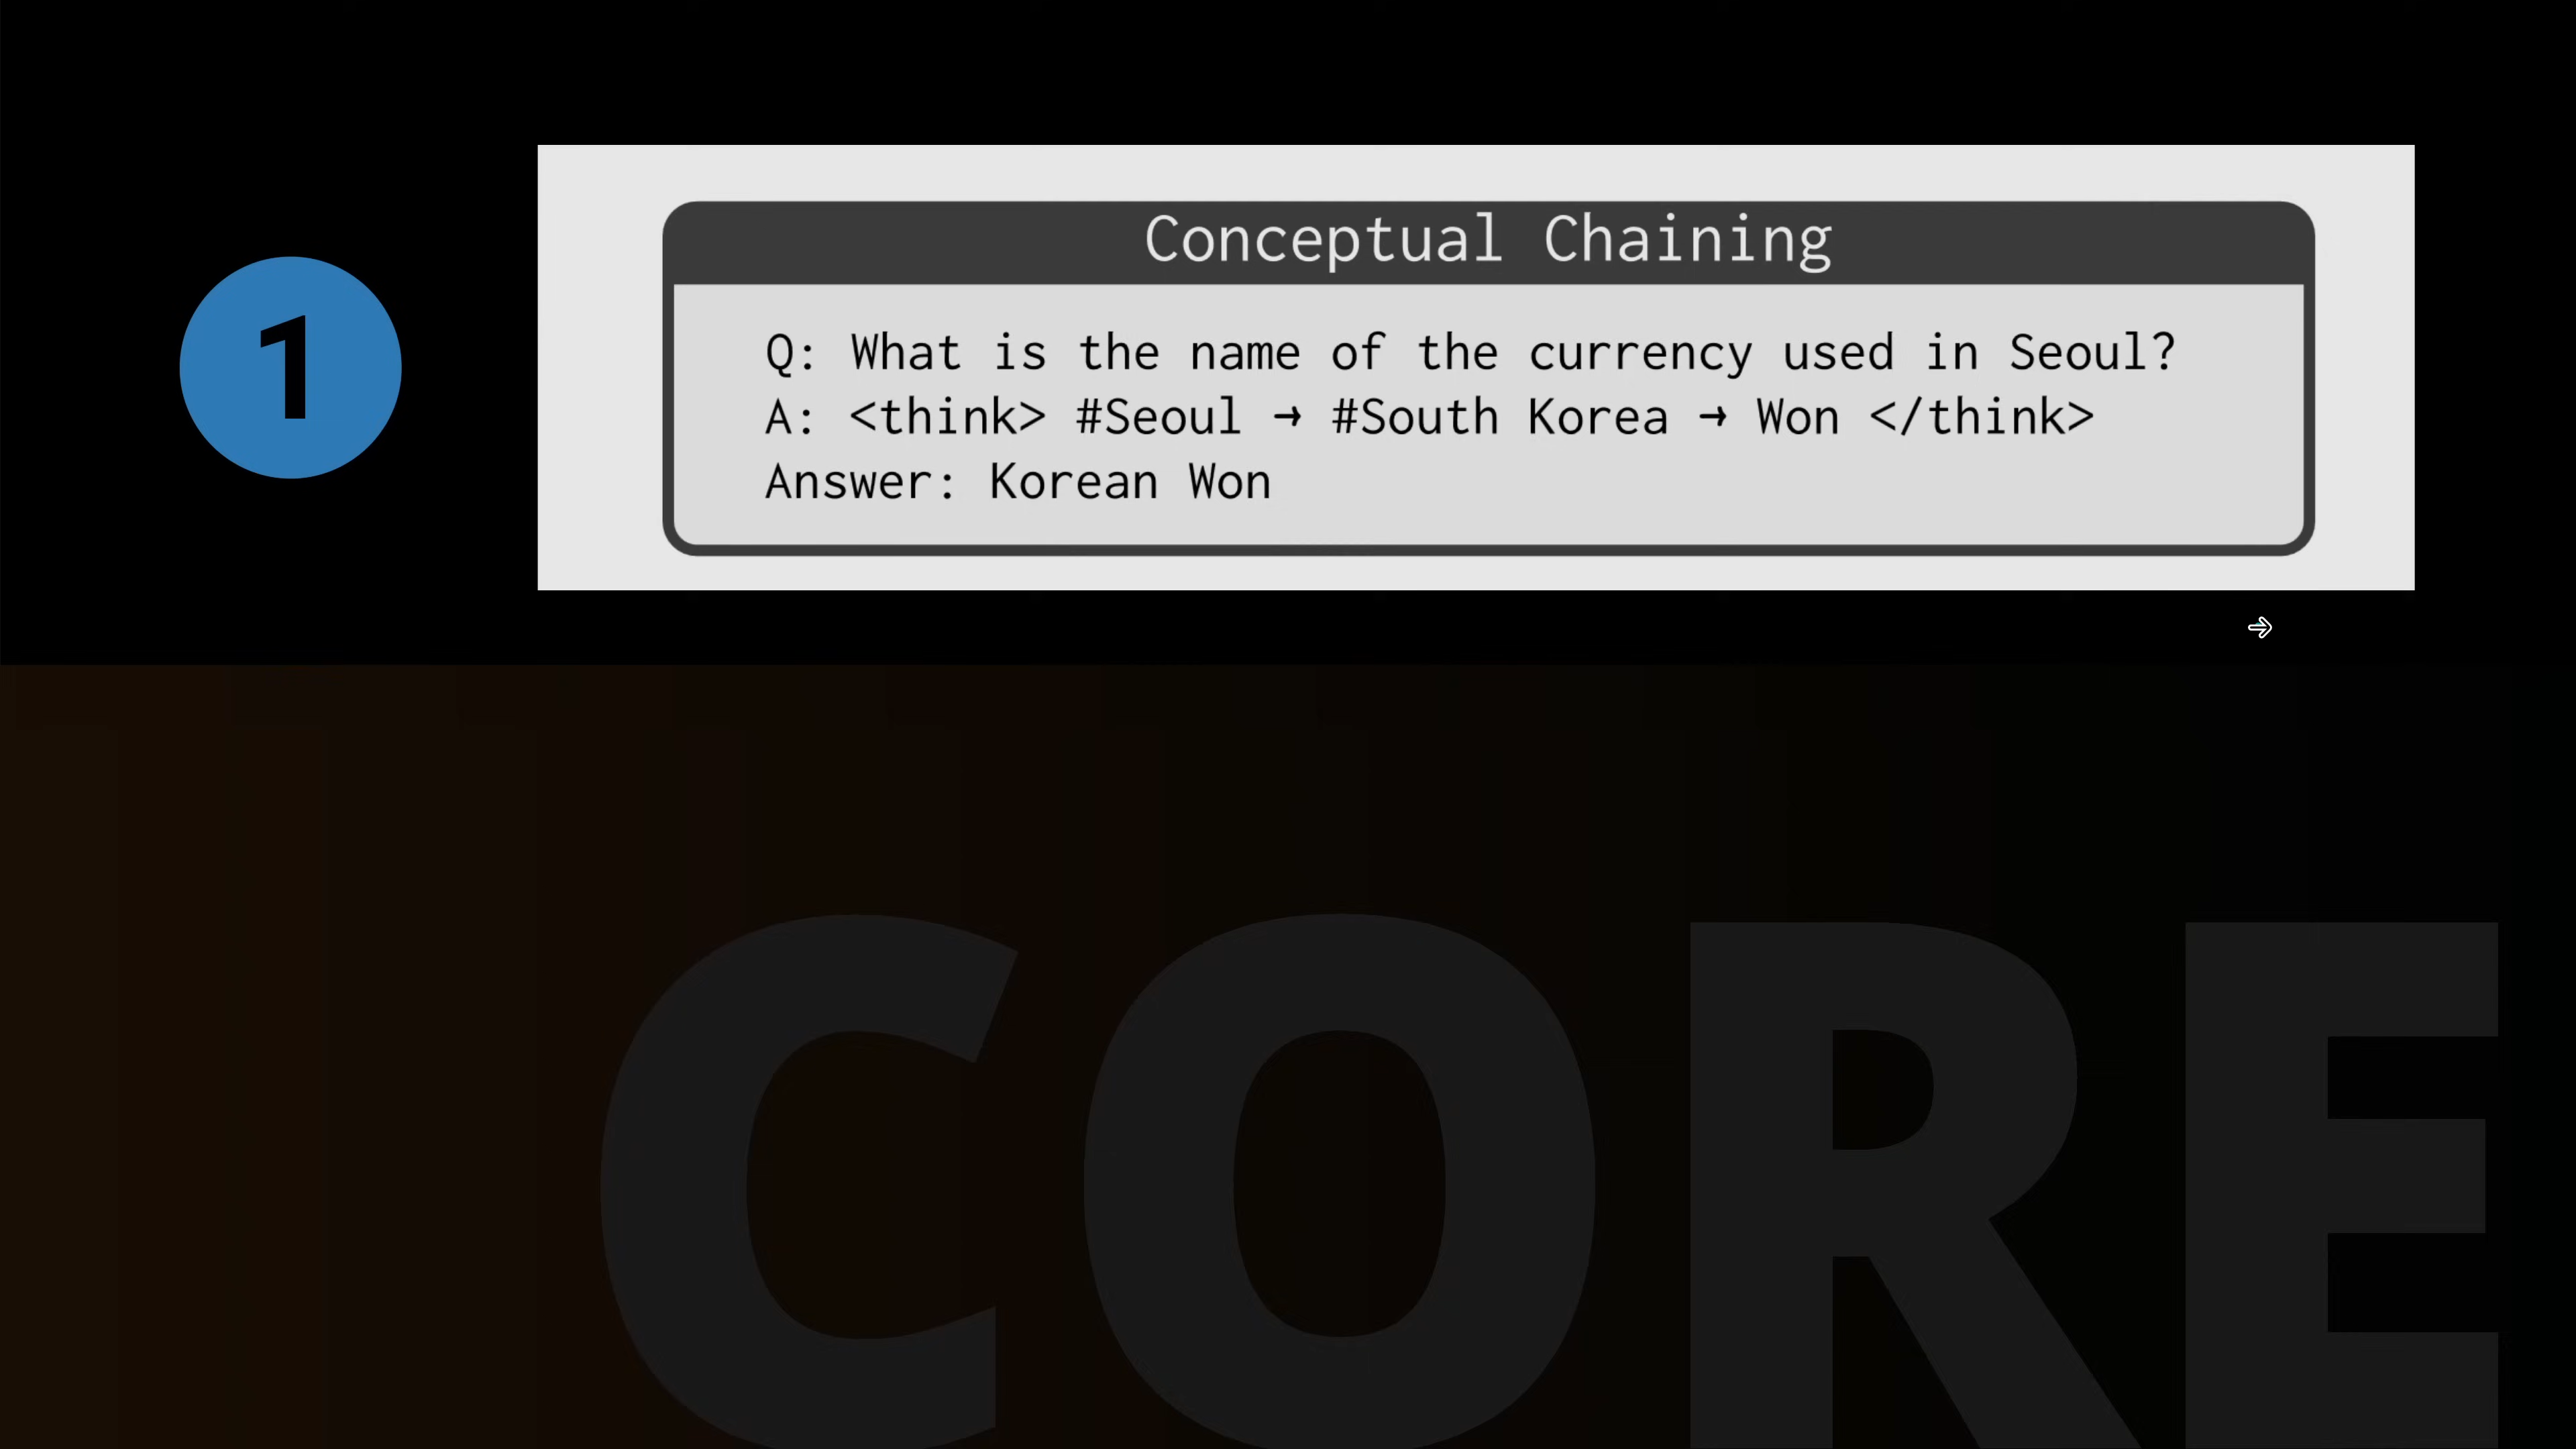 1
Conceptual Chaining
Q: What is the name of the currency used in Seoul?
A: <think> #Seoul → #South Korea → Won </think>
Answer: Korean Won
CORE